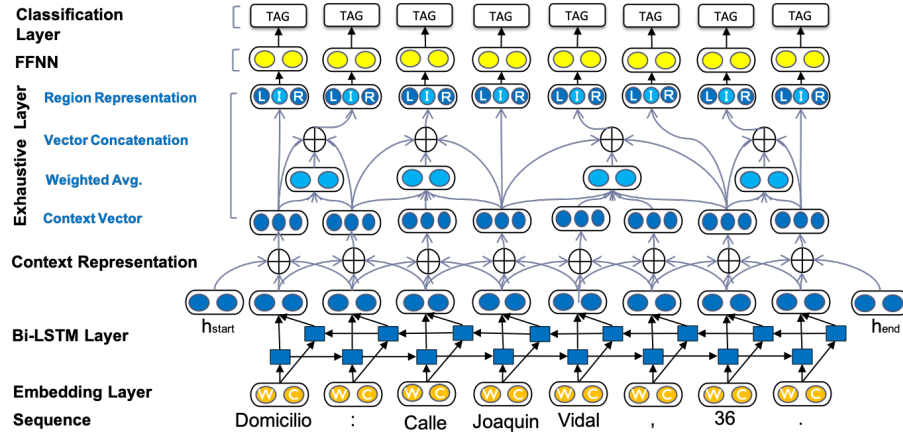 Classification Layer TAG TAG TAG TAG TAG TAG TAG TAG
FFNN
Exhaustive Layer
Region Representation L I R L I R L I R L I R L I R L I R L I R L I R
Vector Concatenation
Weighted Avg.
Context Vector
Context Representation
hstart hend
Bi-LSTM Layer
Embedding Layer W C W C W C W C W C W C W C W C
Sequence Domicilio : Calle Joaquin Vidal , 36 .